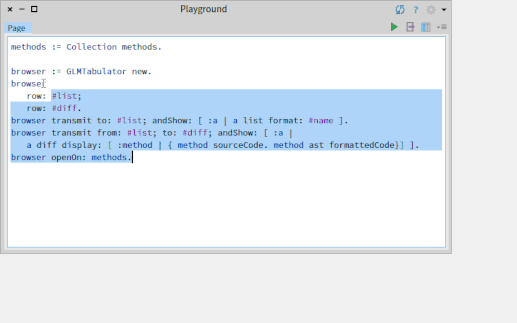 Playground
?
Page
methods := Collection methods.
browser := GLMTabulator new.
browser
row: #list;
row: #diff.
browser transmit to: #list; andShow: [ :a | a list format: #name ].
browser transmit from: #list; to: #diff; andShow: [ :a |
a diff display: [ :method | { method sourceCode. method ast formattedCode}] ].
browser openOn: methods.